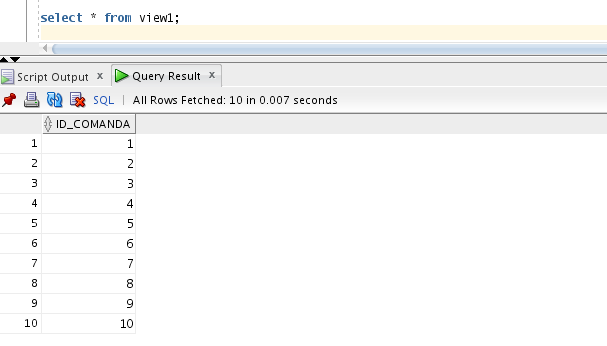 select * from view1;
Script Output x Query Result x
SQL | All Rows Fetched: 10 in 0.007 seconds
ID_COMANDA
1 1
2 2
3 3
4 4
5 5
6 6
7 7
8 8
9 9
10 10